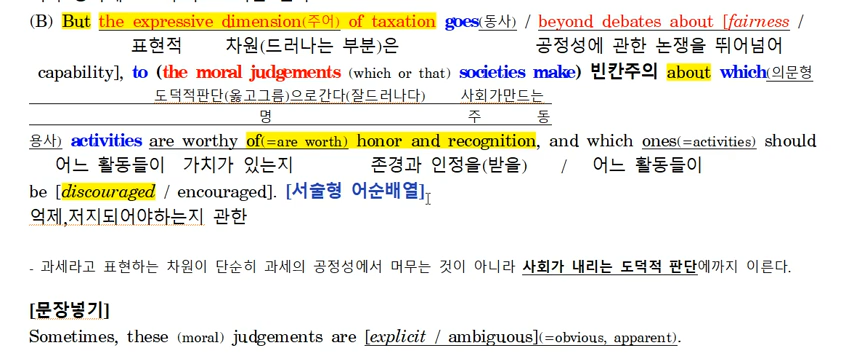 (B) But the expressive dimension(주어) of taxation goes(동사) / beyond debates about [fairness /
표현적 차원(드러나는 부분)은 공정성에 관한 논쟁을 뛰어넘어
capability], to (the moral judgements (which or that) societies make) 빈칸주의 about which(의문형
도덕적판단(옳고그름)으로간다(잘드러나다) 사회가만드는
명 주 동
용사) activities are worthy of(=are worth) honor and recognition, and which ones(=activities) should
어느 활동들이 가치가 있는지 존경과 인정을(받을) / 어느 활동들이
be [discouraged / encouraged]. [서술형 어순배열]
억제,저지되어야하는지 관한
- 과세라고 표현하는 차원이 단순히 과세의 공정성에서 머무는 것이 아니라 사회가 내리는 도덕적 판단에까지 이른다.
[문장넣기]
Sometimes, these (moral) judgements are [explicit / ambiguous](=obvious, apparent).